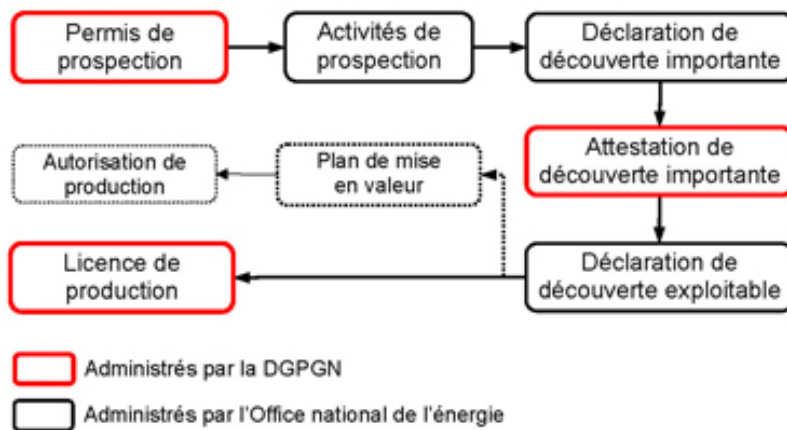 Permis de
prospection
Activités de
prospection
Déclaration de
découverte importante
Attestation de
découverte importante
Plan de mise
en valeur
Autorisation de
production
Déclaration de
découverte exploitable
Licence de
production
Administrés par la DGPGN
Administrés par l'Office national de l'énergie